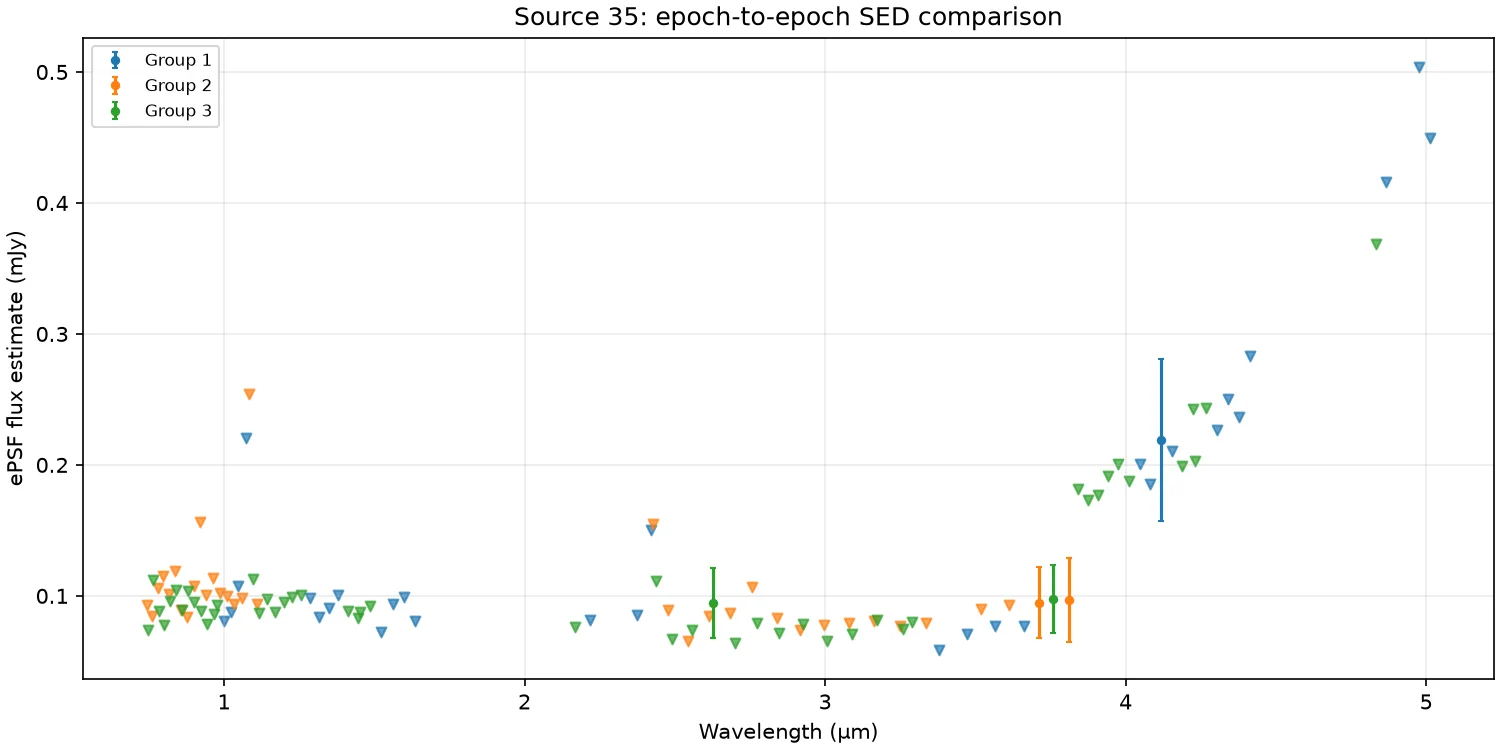 Source 35: epoch-to-epoch SED comparison
Group 1
Group 2
Group 3
ePSF flux estimate (mJy)
0.5
0.4
0.3
0.2
0.1
1 2 3 4 5
Wavelength (μm)